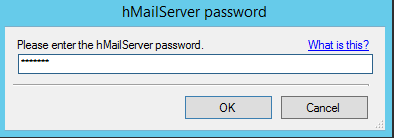 hMailServer password
Please enter the hMailServer password. What is this?
*******
OK Cancel